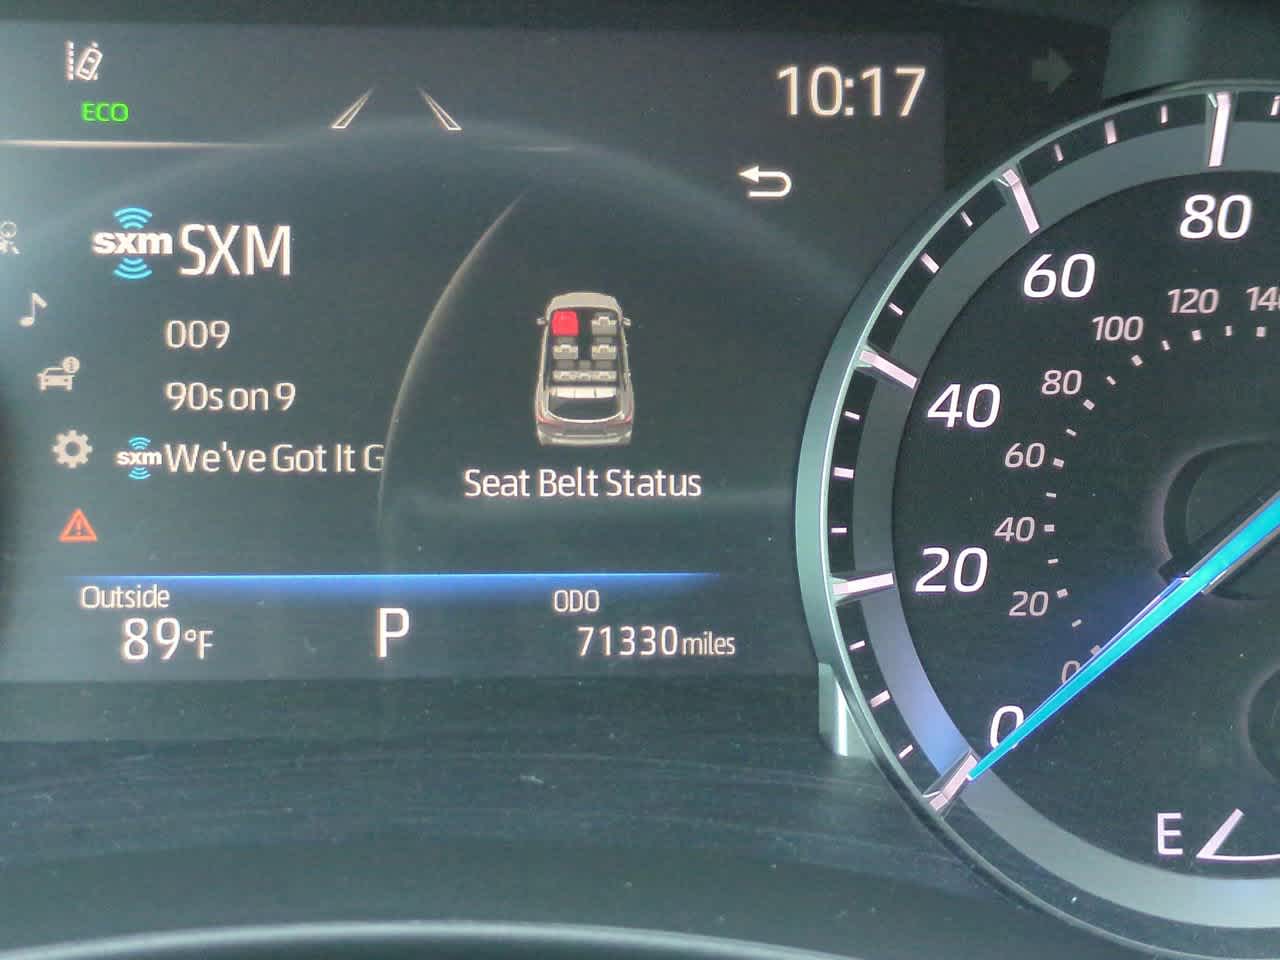 ECO
10:17
sxm SXM
009
90s on 9
sxm We've Got It G
Seat Belt Status
Outside
89°F
P
ODO
71330 miles
80
60
40
20
0
120
100
80
60
40
20
0
E